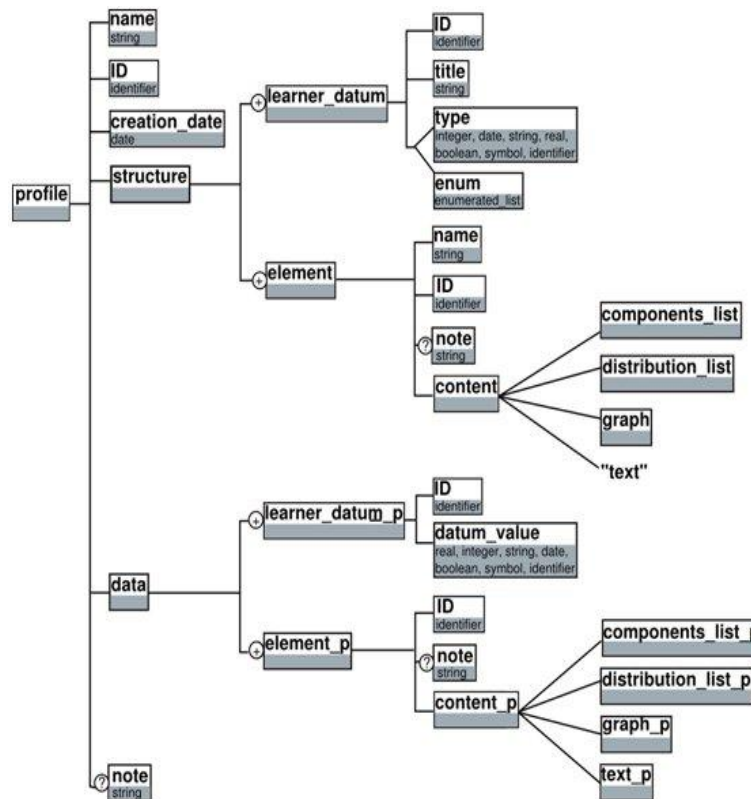 name
string
ID
identifier
creation_date
date
structure
profile
+
learner_datum
ID
identifier
title
string
type
integer, date, string, real,
boolean, symbol, identifier
enum
enumerated_list
+
element
name
string
ID
identifier
?
note
string
content
components_list
distribution_list
graph
"text"
data
+
learner_datum_p
ID
identifier
datum_value
real, integer, string, date,
boolean, symbol, identifier
+
element_p
ID
identifier
?
note
string
content_p
components_list_p
distribution_list_p
graph_p
text_p
?
note
string